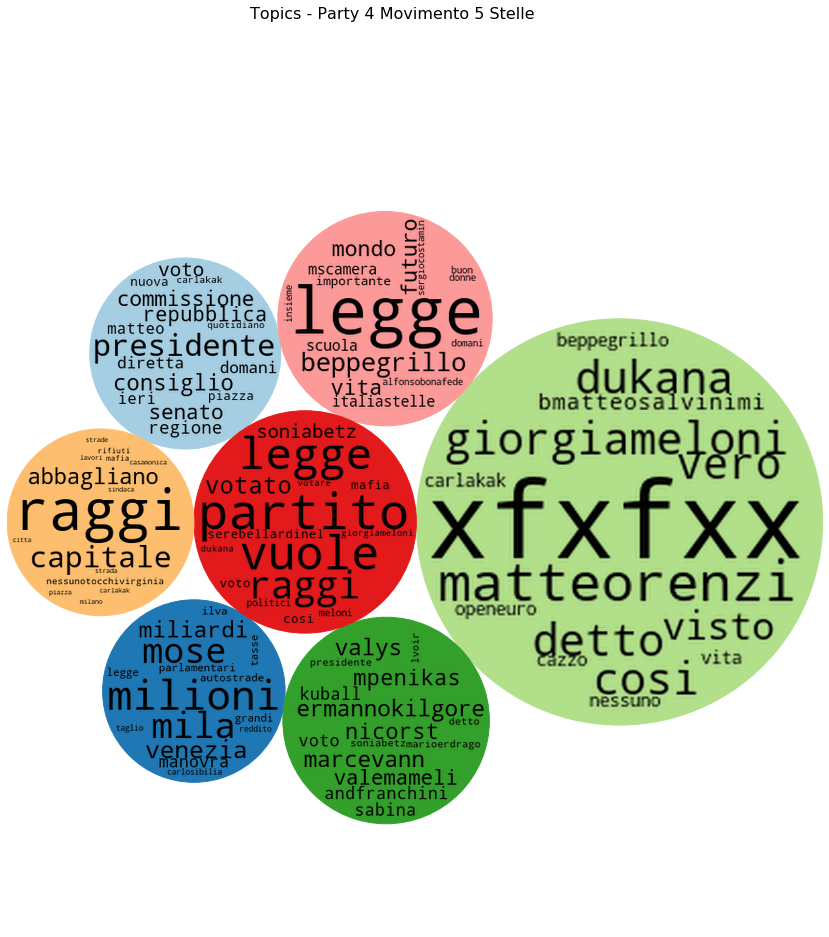 Topics - Party 4 Movimento 5 Stelle
voto
nuova carlakak
commissione
repubblica
matteo quotidiano
presidente
diretta domani
consiglio
ieri piazza
senato
regione
mondo
futuro
sergiocostamin
mscamera
importante
buon
donne
insieme
legge
scuola domani
beppegrillo
vita alfonsobonafede
italiastelle
beppegrillo
dukana
bmatteosalvinimi
giorgiameloni
vero
carlakak
xfxfxx
matteorenzi
openeuro
detto visto
cazzo vita
cosi
nessuno
strade
rifiuti
lavori mafia
casamonica
abbagliano
sindaca
raggi
citta
capitale
strada
nessunotocchivirginia
piazza carlakak
milano
soniabetz
legge
votato votare mafia
partito
serebellardinel giorgiameloni
vuole
dukana
raggi
voto
politici meloni
cosi
ilva
miliardi
tasse
mose
parlamentari
legge autostrade
milioni
mila grandi
taglio reddito
venezia
manovra
carlosibilia
valys
lvoir
presidente
mpenikas
kuball
ermannokilgore
detto
nicorst
voto soniabetz marioerdrago
marcevann
valemameli
andfranchini
sabina